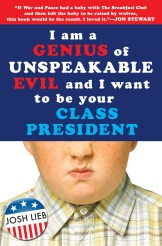 "If War and Peace had a baby with The Breakfast Club
and then left the baby to be raised by wolves,
this book would be the result. I loved it."—JON STEWART
I am a
GENIUS of
UNSPEAKABLE
EVIL and I want
to be your
CLASS
PRESIDENT
JOSH LIEB